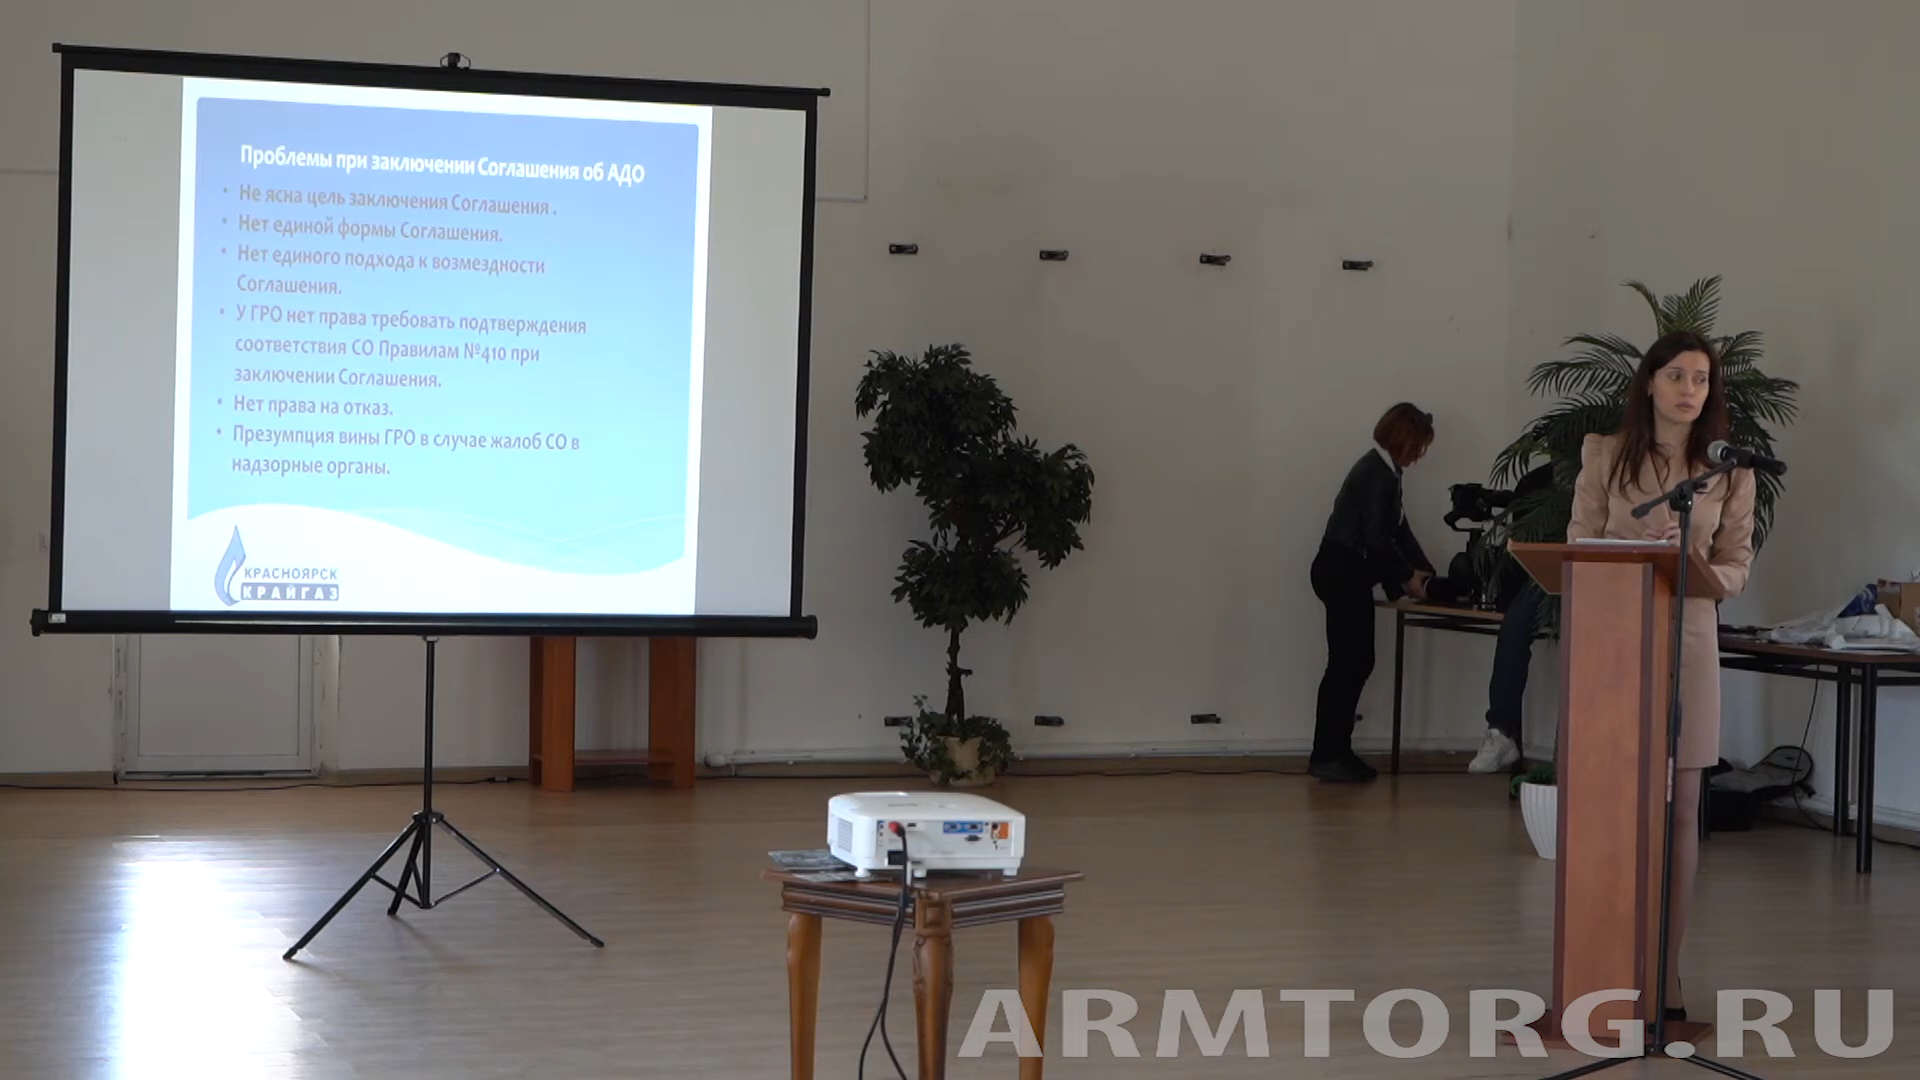 Проблемы при заключении Соглашения об АДО
• Не ясна цель заключения Соглашения .
• Нет единой формы Соглашения.
• Нет единого подхода к возмездности
Соглашения.
• У ГРО нет права требовать подтверждения
соответствия СО Правилам №410 при
заключении Соглашения.
• Нет права на отказ.
• Презумпция вины ГРО в случае жалоб СО в
надзорные органы.
КРАСНОЯРСК
КРАЙГАЗ
ARMTORG.RU